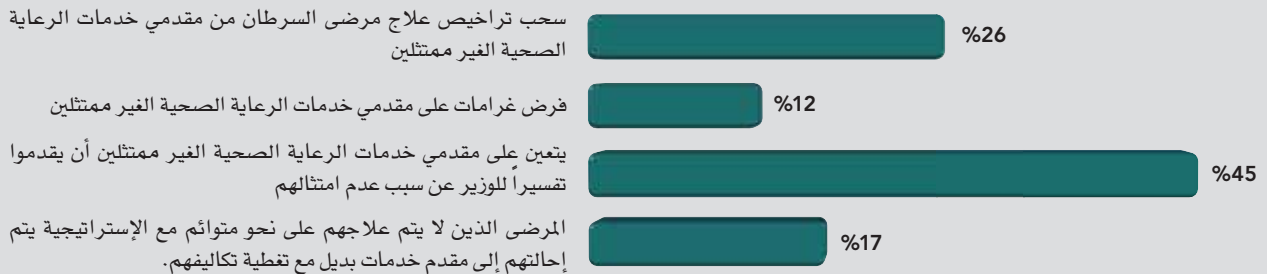 سحب تراخيص علاج مرضى السرطان من مقدمي خدمات الرعاية
الصحية الغير ممتثلين
%26
فرض غرامات على مقدمي خدمات الرعاية الصحية الغير ممتثلين
%12
يتعين على مقدمي خدمات الرعاية الصحية الغير ممتثلين أن يقدموا
تفسيراً للوزير عن سبب عدم امتثالهم
%45
المرضى الذين لا يتم علاجهم على نحو متوائم مع الإستراتيجية يتم
إحالتهم إلى مقدم خدمات بديل مع تغطية تكاليفهم.
%17